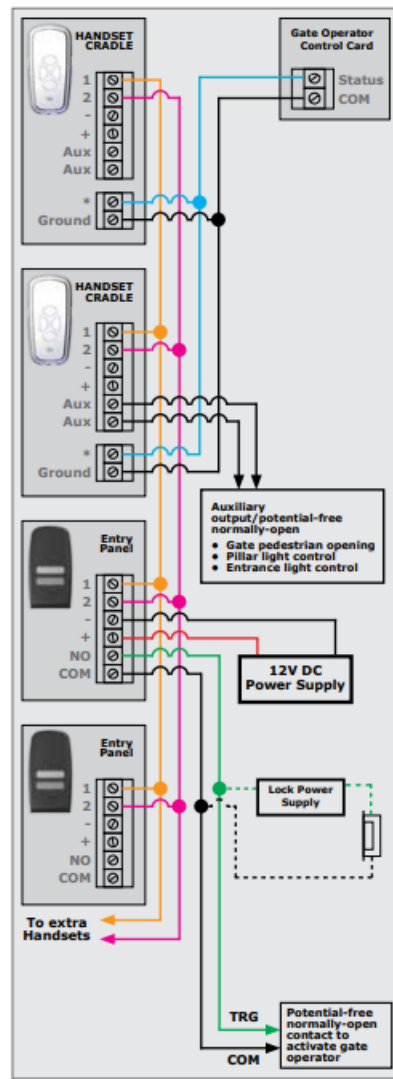 HANDSET
CRADLE
1
2
-
+
Aux
Aux
*
Ground
Gate Operator
Control Card
Status
COM
HANDSET
CRADLE
1
2
-
+
Aux
Aux
*
Ground
Auxiliary
output/potential-free
normally-open
● Gate pedestrian opening
● Pillar light control
● Entrance light control
Entry
Panel
1
2
-
+
NO
COM
12V DC
Power Supply
Entry
Panel
1
2
-
+
NO
COM
Lock Power
Supply
To extra
Handsets
TRG
COM
Potential-free
normally-open
contact to
activate gate
operator